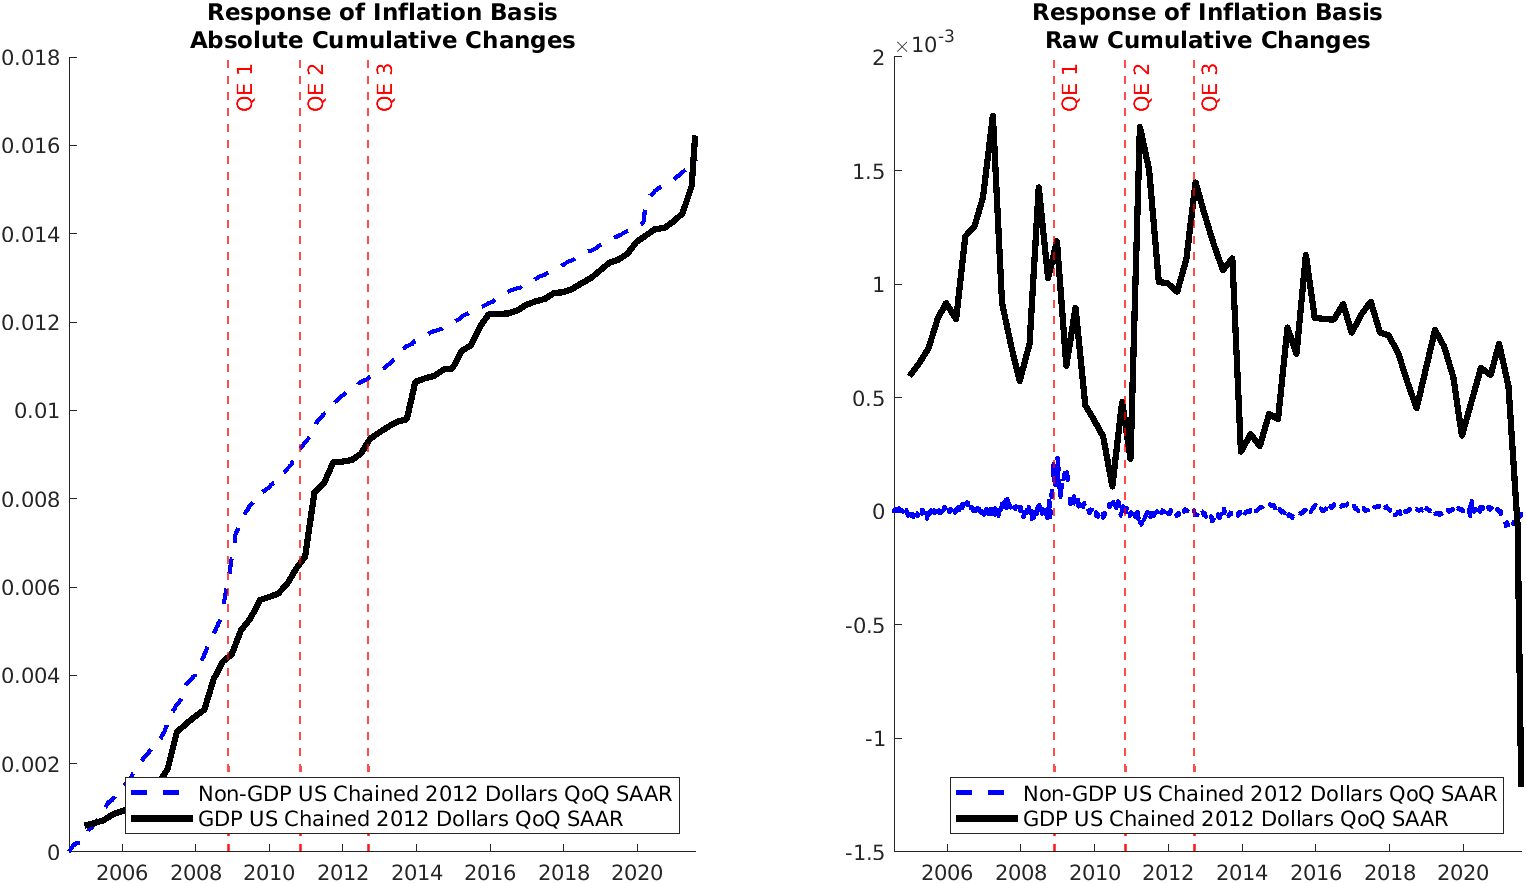 Response of Inflation Basis
Absolute Cumulative Changes
0.018
0.016
0.014
0.012
0.01
0.008
0.006
0.004
0.002
0
QE 1
QE 2
QE 3
Non-GDP US Chained 2012 Dollars QoQ SAAR
GDP US Chained 2012 Dollars QoQ SAAR
2006 2008 2010 2012 2014 2016 2018 2020
Response of Inflation Basis
Raw Cumulative Changes
×10-3
2
1.5
1
0.5
0
-0.5
-1
-1.5
QE 1
QE 2
QE 3
Non-GDP US Chained 2012 Dollars QoQ SAAR
GDP US Chained 2012 Dollars QoQ SAAR
2006 2008 2010 2012 2014 2016 2018 2020